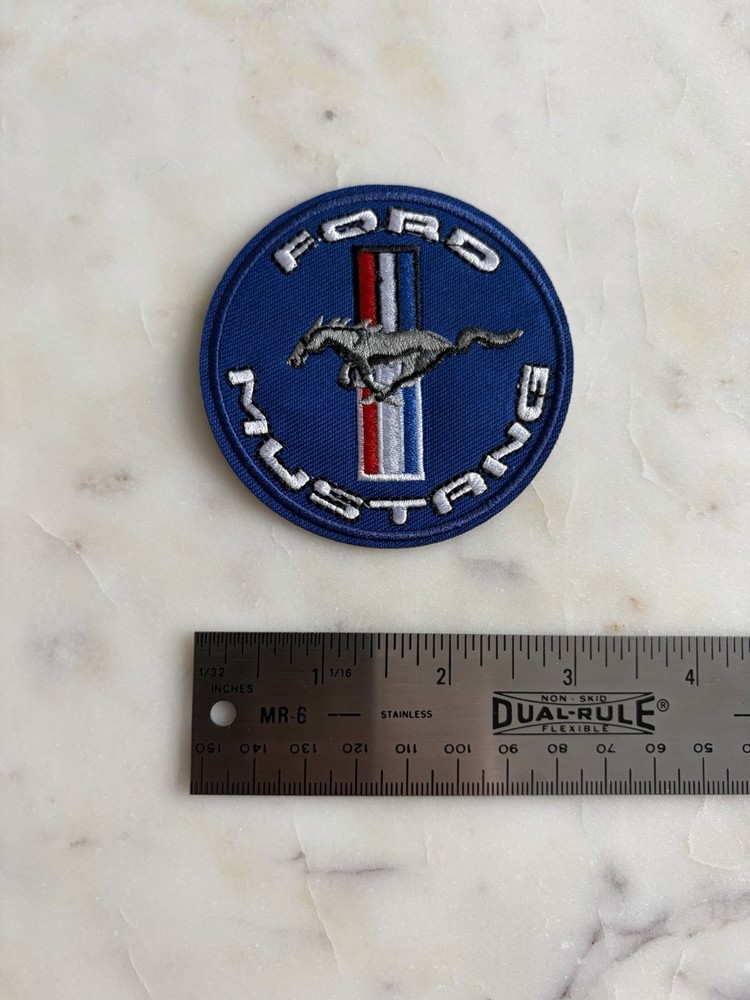 FORD
MUSTANG
1 2 3 4
1/32 1/16
INCHES
MR-6 STAINLESS
NON - SKID
DUAL-RULE®
FLEXIBLE
150 140 130 120 110 100 90 80 70 60 50